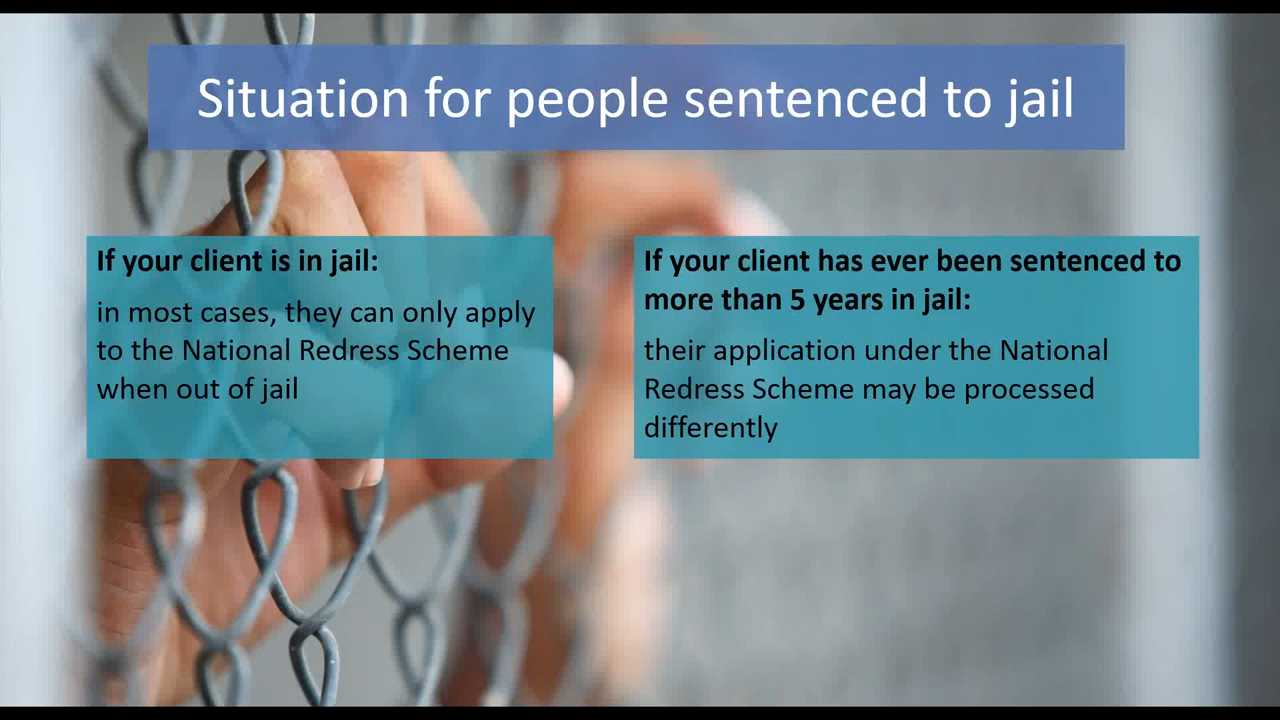 Situation for people sentenced to jail
If your client is in jail:
in most cases, they can only apply
to the National Redress Scheme
when out of jail
If your client has ever been sentenced to
more than 5 years in jail:
their application under the National
Redress Scheme may be processed
differently